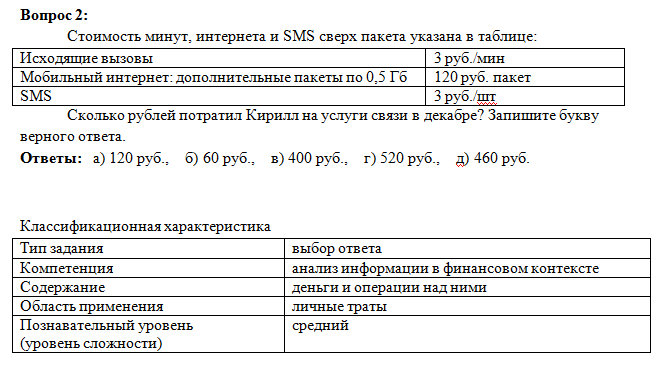 Вопрос 2:
Стоимость минут, интернета и SMS сверх пакета указана в таблице:
Исходящие вызовы 3 руб./мин
Мобильный интернет: дополнительные пакеты по 0,5 Гб 120 руб. пакет
SMS 3 руб./шт
Сколько рублей потратил Кирилл на услуги связи в декабре? Запишите букву
верного ответа.
Ответы: а) 120 руб., б) 60 руб., в) 400 руб., г) 520 руб., д) 460 руб.
Классификационная характеристика
Тип задания выбор ответа
Компетенция анализ информации в финансовом контексте
Содержание деньги и операции над ними
Область применения личные траты
Познавательный уровень средний
(уровень сложности)